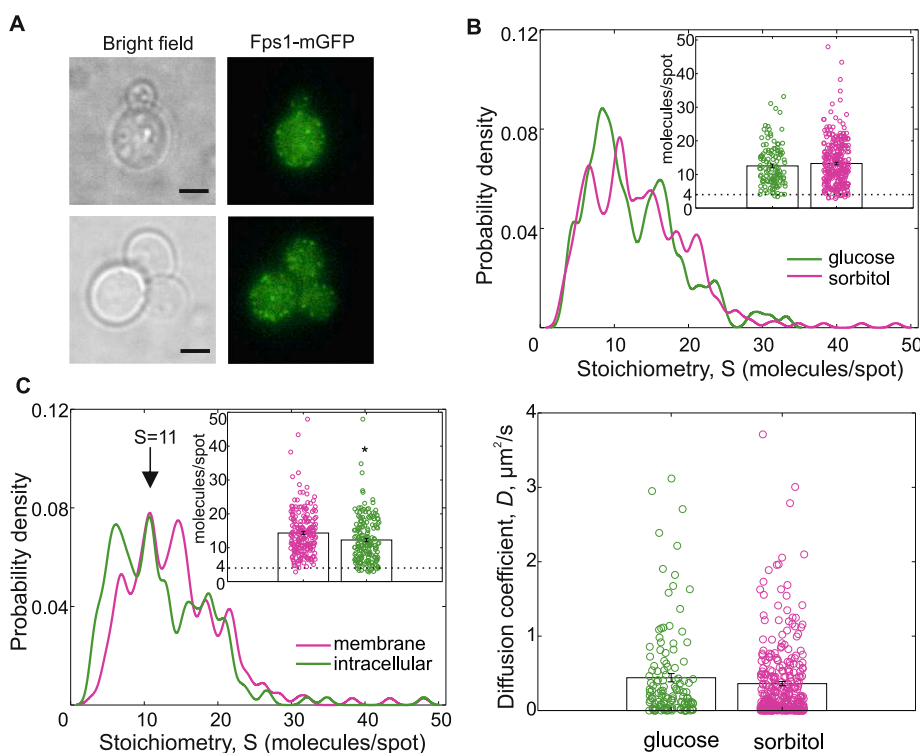 A
Bright field
Fps1-mGFP
B
0.12
0.08
0.04
0
10
20
30
40
50
Probability density
Stoichiometry, S (molecules/spot)
50
40
30
20
10
4
0
molecules/spot
glucose
sorbitol
C
0.12
0.08
0.04
0
10
20
30
40
50
Probability density
Stoichiometry, S (molecules/spot)
S=11
50
40
30
20
10
4
0
molecules/spot
*
membrane
intracellular
4
3
2
1
0
Diffusion coefficient, D, μm²/s
glucose
sorbitol